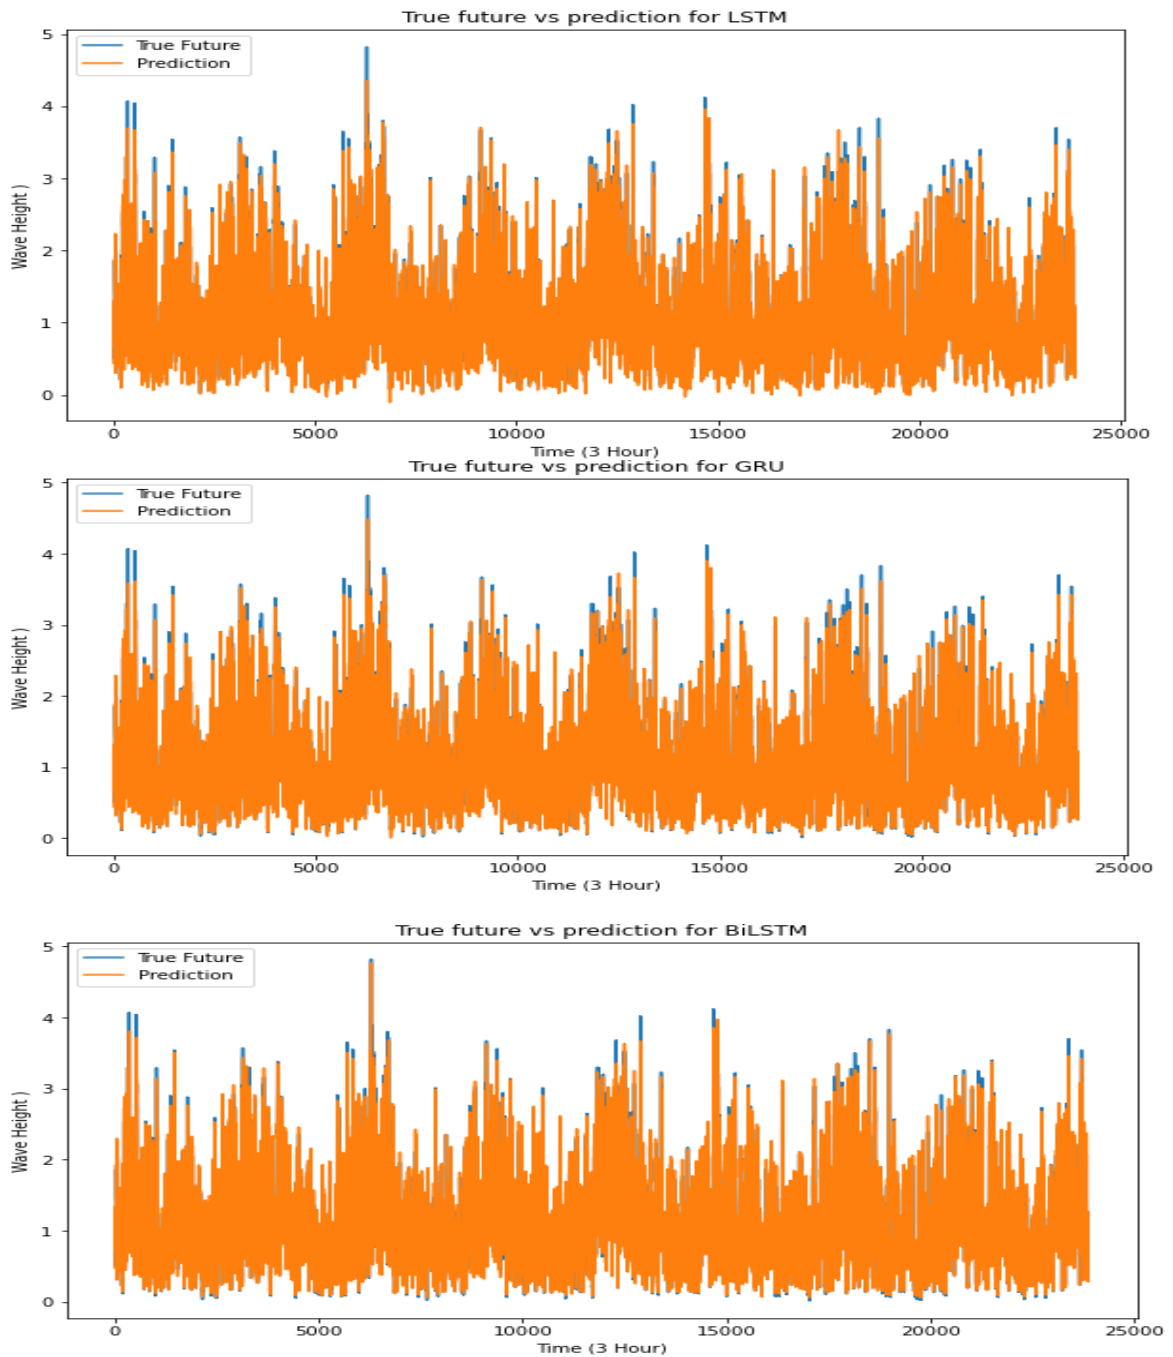 True future vs prediction for LSTM
True Future
Prediction
Wave Height )
5
4
3
2
1
0
0 5000 10000 15000 20000 25000
Time (3 Hour)
True future vs prediction for GRU
True Future
Prediction
Wave Height )
5
4
3
2
1
0
0 5000 10000 15000 20000 25000
Time (3 Hour)
True future vs prediction for BiLSTM
True Future
Prediction
Wave Height )
5
4
3
2
1
0
0 5000 10000 15000 20000 25000
Time (3 Hour)